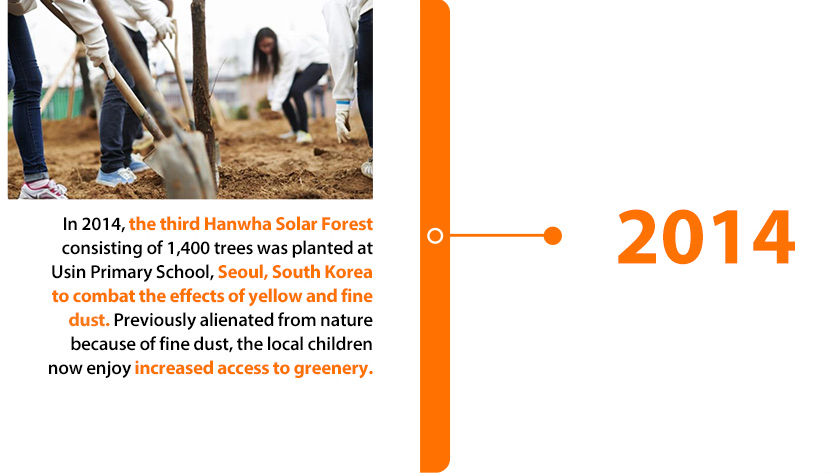 In 2014, the third Hanwha Solar Forest
consisting of 1,400 trees was planted at
Usin Primary School, Seoul, South Korea
to combat the effects of yellow and fine
dust. Previously alienated from nature
because of fine dust, the local children
now enjoy increased access to greenery.
2014